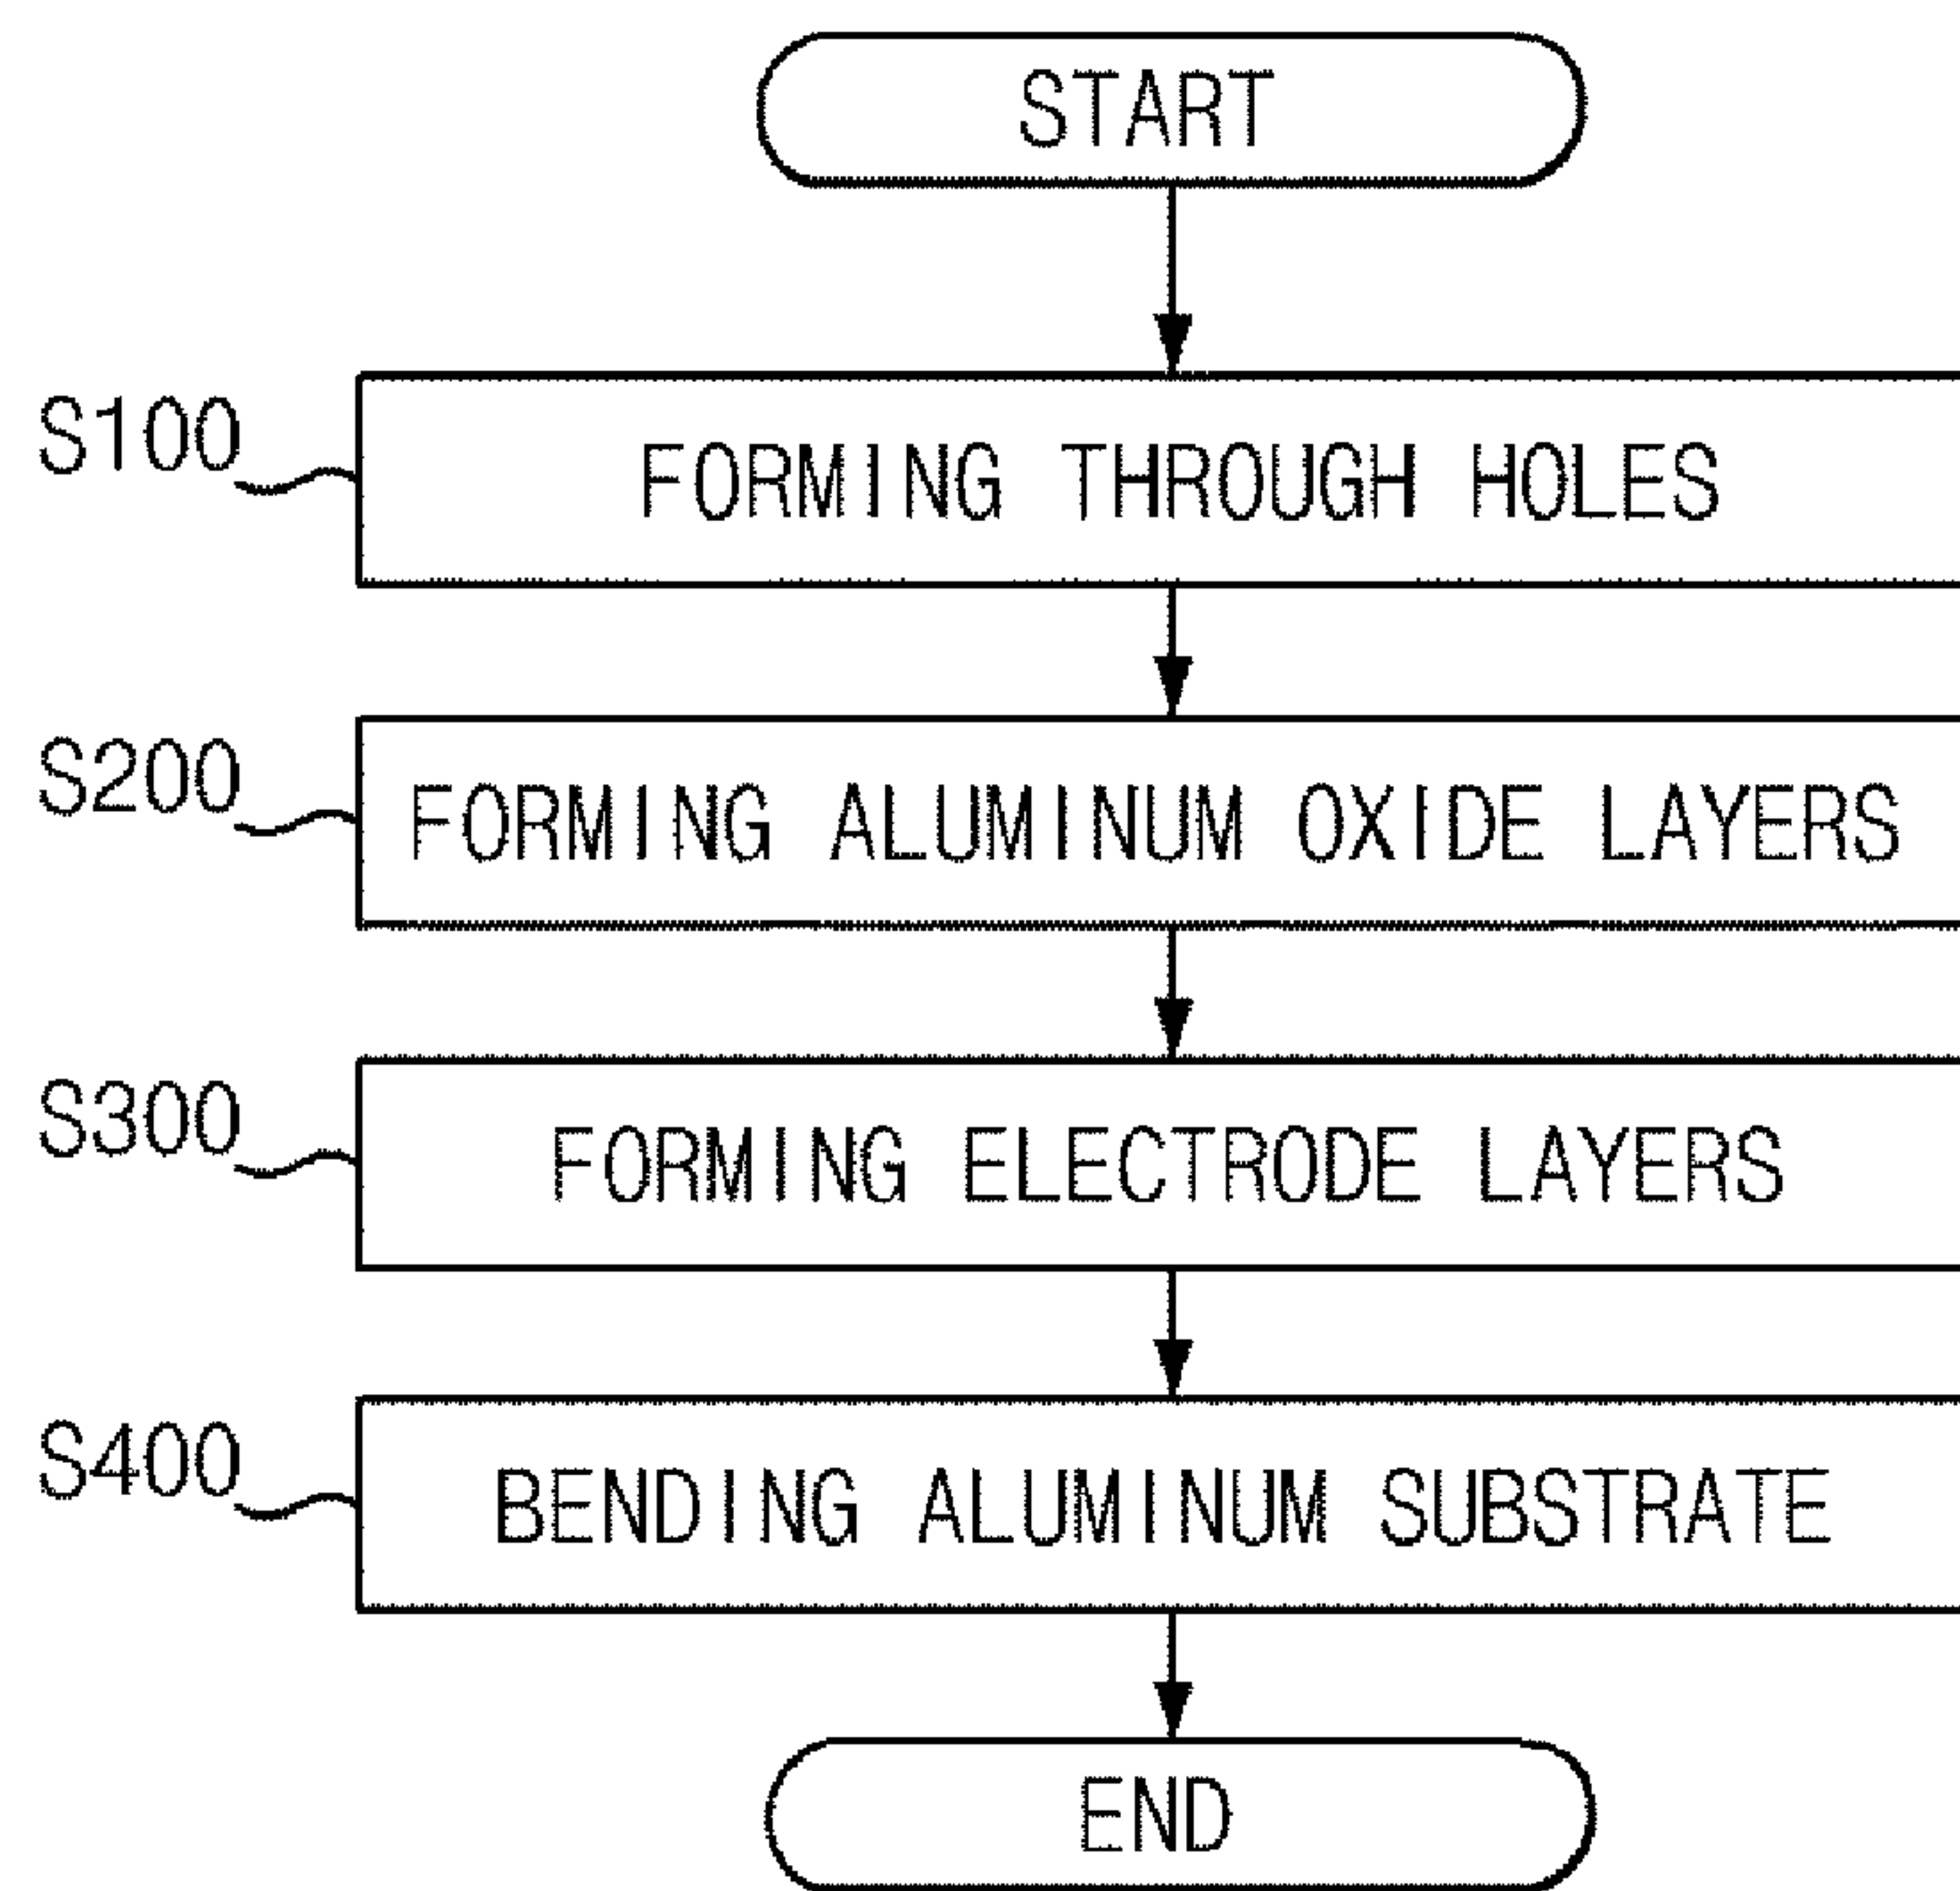 START
S100
FORMING THROUGH HOLES
S200
FORMING ALUMINUM OXIDE LAYERS
S300
FORMING ELECTRODE LAYERS
S400
BENDING ALUMINUM SUBSTRATE
END